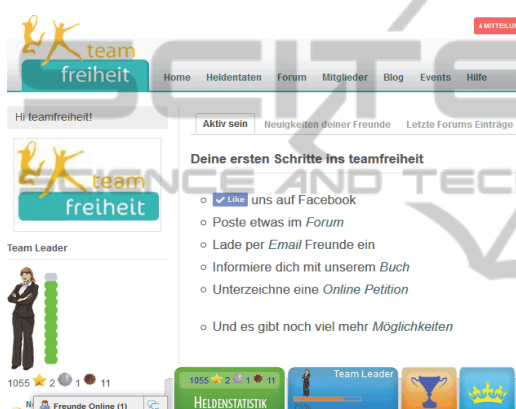 team
freiheit
4 MITTEILU
Home Heldentaten Forum Mitglieder Blog Events Hilfe
Hi teamfreiheit!
Aktiv sein Neuigkeiten deiner Freunde Letzte Forums Einträge
Deine ersten Schritte ins teamfreiheit
team
freiheit
Like uns auf Facebook
Poste etwas im Forum
Lade per Email Freunde ein
Informiere dich mit unserem Buch
Unterzeichne eine Online Petition
Und es gibt noch viel mehr Möglichkeiten
Team Leader
1055 2 1 11
Freunde Online (1)
1055 2 1 11
HELDENSTATISTIK
Team Leader
SCITE
SCIENCE AND TEC